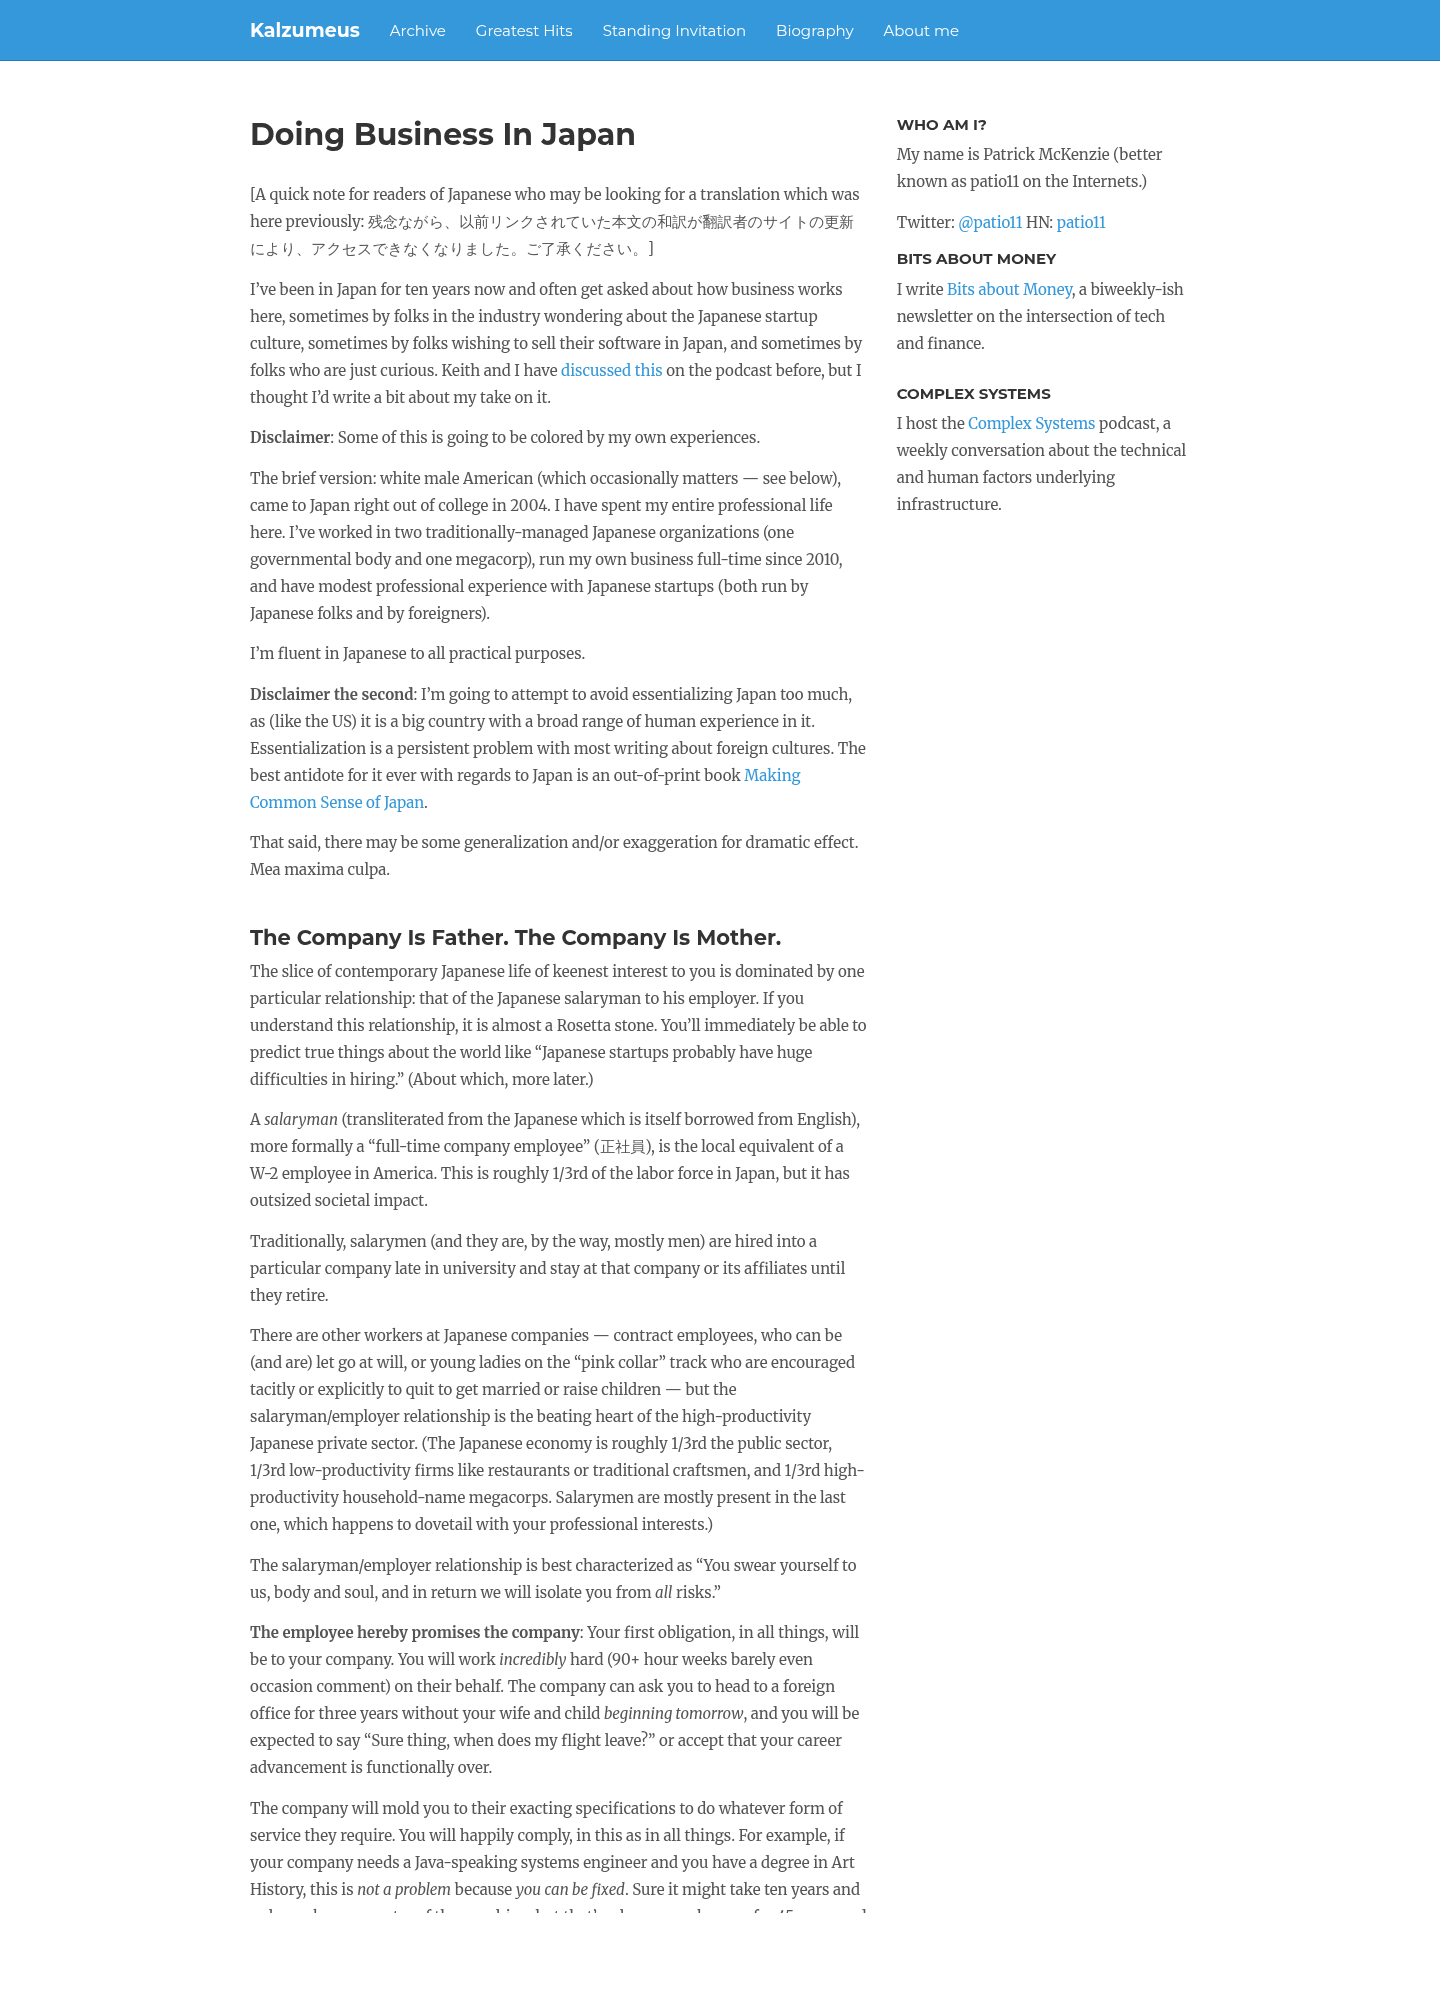 Kalzumeus Archive Greatest Hits Standing Invitation Biography About me
Doing Business In Japan
[A quick note for readers of Japanese who may be looking for a translation which was
here previously: 残念ながら、以前リンクされていた本文の和訳が翻訳者のサイトの更新
により、アクセスできなくなりました。ご了承ください。]
I’ve been in Japan for ten years now and often get asked about how business works
here, sometimes by folks in the industry wondering about the Japanese startup
culture, sometimes by folks wishing to sell their software in Japan, and sometimes by
folks who are just curious. Keith and I have discussed this on the podcast before, but I
thought I’d write a bit about my take on it.
Disclaimer: Some of this is going to be colored by my own experiences.
The brief version: white male American (which occasionally matters — see below),
came to Japan right out of college in 2004. I have spent my entire professional life
here. I’ve worked in two traditionally-managed Japanese organizations (one
governmental body and one megacorp), run my own business full-time since 2010,
and have modest professional experience with Japanese startups (both run by
Japanese folks and by foreigners).
I’m fluent in Japanese to all practical purposes.
Disclaimer the second: I’m going to attempt to avoid essentializing Japan too much,
as (like the US) it is a big country with a broad range of human experience in it.
Essentialization is a persistent problem with most writing about foreign cultures. The
best antidote for it ever with regards to Japan is an out-of-print book Making
Common Sense of Japan.
That said, there may be some generalization and/or exaggeration for dramatic effect.
Mea maxima culpa.
The Company Is Father. The Company Is Mother.
The slice of contemporary Japanese life of keenest interest to you is dominated by one
particular relationship: that of the Japanese salaryman to his employer. If you
understand this relationship, it is almost a Rosetta stone. You’ll immediately be able to
predict true things about the world like “Japanese startups probably have huge
difficulties in hiring.” (About which, more later.)
A salaryman (transliterated from the Japanese which is itself borrowed from English),
more formally a “full-time company employee” (正社員), is the local equivalent of a
W-2 employee in America. This is roughly 1/3rd of the labor force in Japan, but it has
outsized societal impact.
Traditionally, salarymen (and they are, by the way, mostly men) are hired into a
particular company late in university and stay at that company or its affiliates until
they retire.
There are other workers at Japanese companies — contract employees, who can be
(and are) let go at will, or young ladies on the “pink collar” track who are encouraged
tacitly or explicitly to quit to get married or raise children — but the
salaryman/employer relationship is the beating heart of the high-productivity
Japanese private sector. (The Japanese economy is roughly 1/3rd the public sector,
1/3rd low-productivity firms like restaurants or traditional craftsmen, and 1/3rd high-
productivity household-name megacorps. Salarymen are mostly present in the last
one, which happens to dovetail with your professional interests.)
The salaryman/employer relationship is best characterized as “You swear yourself to
us, body and soul, and in return we will isolate you from all risks.”
The employee hereby promises the company: Your first obligation, in all things, will
be to your company. You will work incredibly hard (90+ hour weeks barely even
occasion comment) on their behalf. The company can ask you to head to a foreign
office for three years without your wife and child beginning tomorrow, and you will be
expected to say “Sure thing, when does my flight leave?” or accept that your career
advancement is functionally over.
The company will mold you to their exacting specifications to do whatever form of
service they require. You will happily comply, in this as in all things. For example, if
your company needs a Java-speaking systems engineer and you have a degree in Art
History, this is not a problem because you can be fixed. Sure it might take ten years and
WHO AM I?
My name is Patrick McKenzie (better
known as patio11 on the Internets.)
Twitter: @patio11 HN: patio11
BITS ABOUT MONEY
I write Bits about Money, a biweekly-ish
newsletter on the intersection of tech
and finance.
COMPLEX SYSTEMS
I host the Complex Systems podcast, a
weekly conversation about the technical
and human factors underlying
infrastructure.